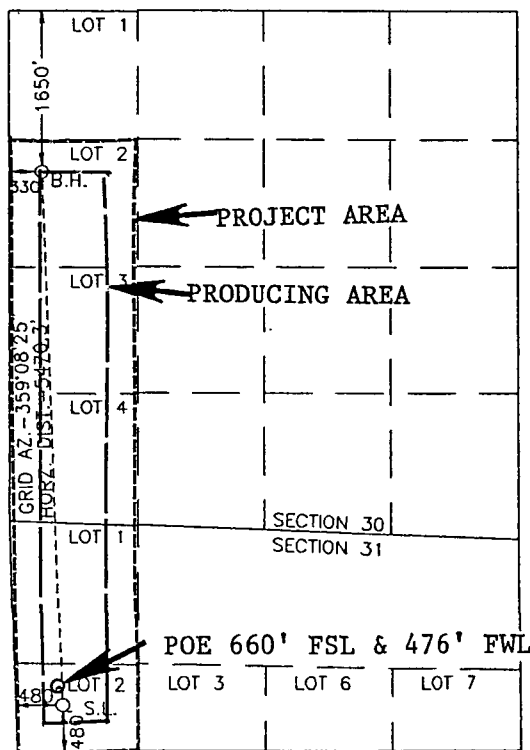 LOT 1
1650'
LOT 2
330'
B.H.
PROJECT AREA
LOT 3
PRODUCING AREA
GRID AZ.-359°08'25"
HORZ. DIST.-5470.7'
LOT 4
SECTION 30
SECTION 31
LOT 1
POE 660' FSL & 476' FWL
LOT 2
LOT 3
LOT 6
LOT 7
480'
S.L.
480'